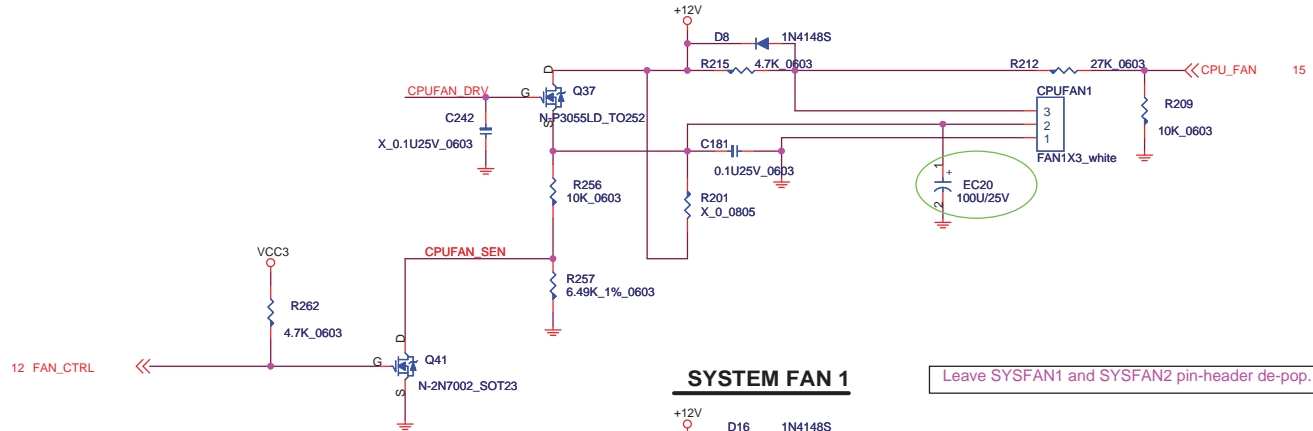 +12V
D8 1N4148S
R215 4.7K_0603
R212 27K_0603
CPU_FAN 15
CPUFAN_DRV
G
D
S
Q37
N-P3055LD_TO252
C242
X_0.1U25V_0603
CPUFAN1
3
2
1
FAN1X3_white
R209
10K_0603
C181
0.1U25V_0603
R256
10K_0603
R201
X_0_0805
1
+
2
EC20
100U/25V
VCC3
CPUFAN_SEN
R257
6.49K_1%_0603
R262
4.7K_0603
12 FAN_CTRL
G
D
S
Q41
N-2N7002_SOT23
SYSTEM FAN 1
Leave SYSFAN1 and SYSFAN2 pin-header de-pop.
+12V
D16 1N4148S